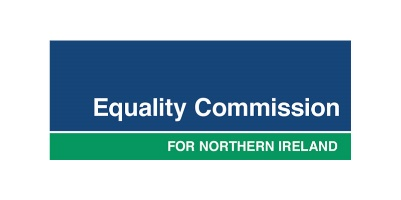 Equality Commission
FOR NORTHERN IRELAND